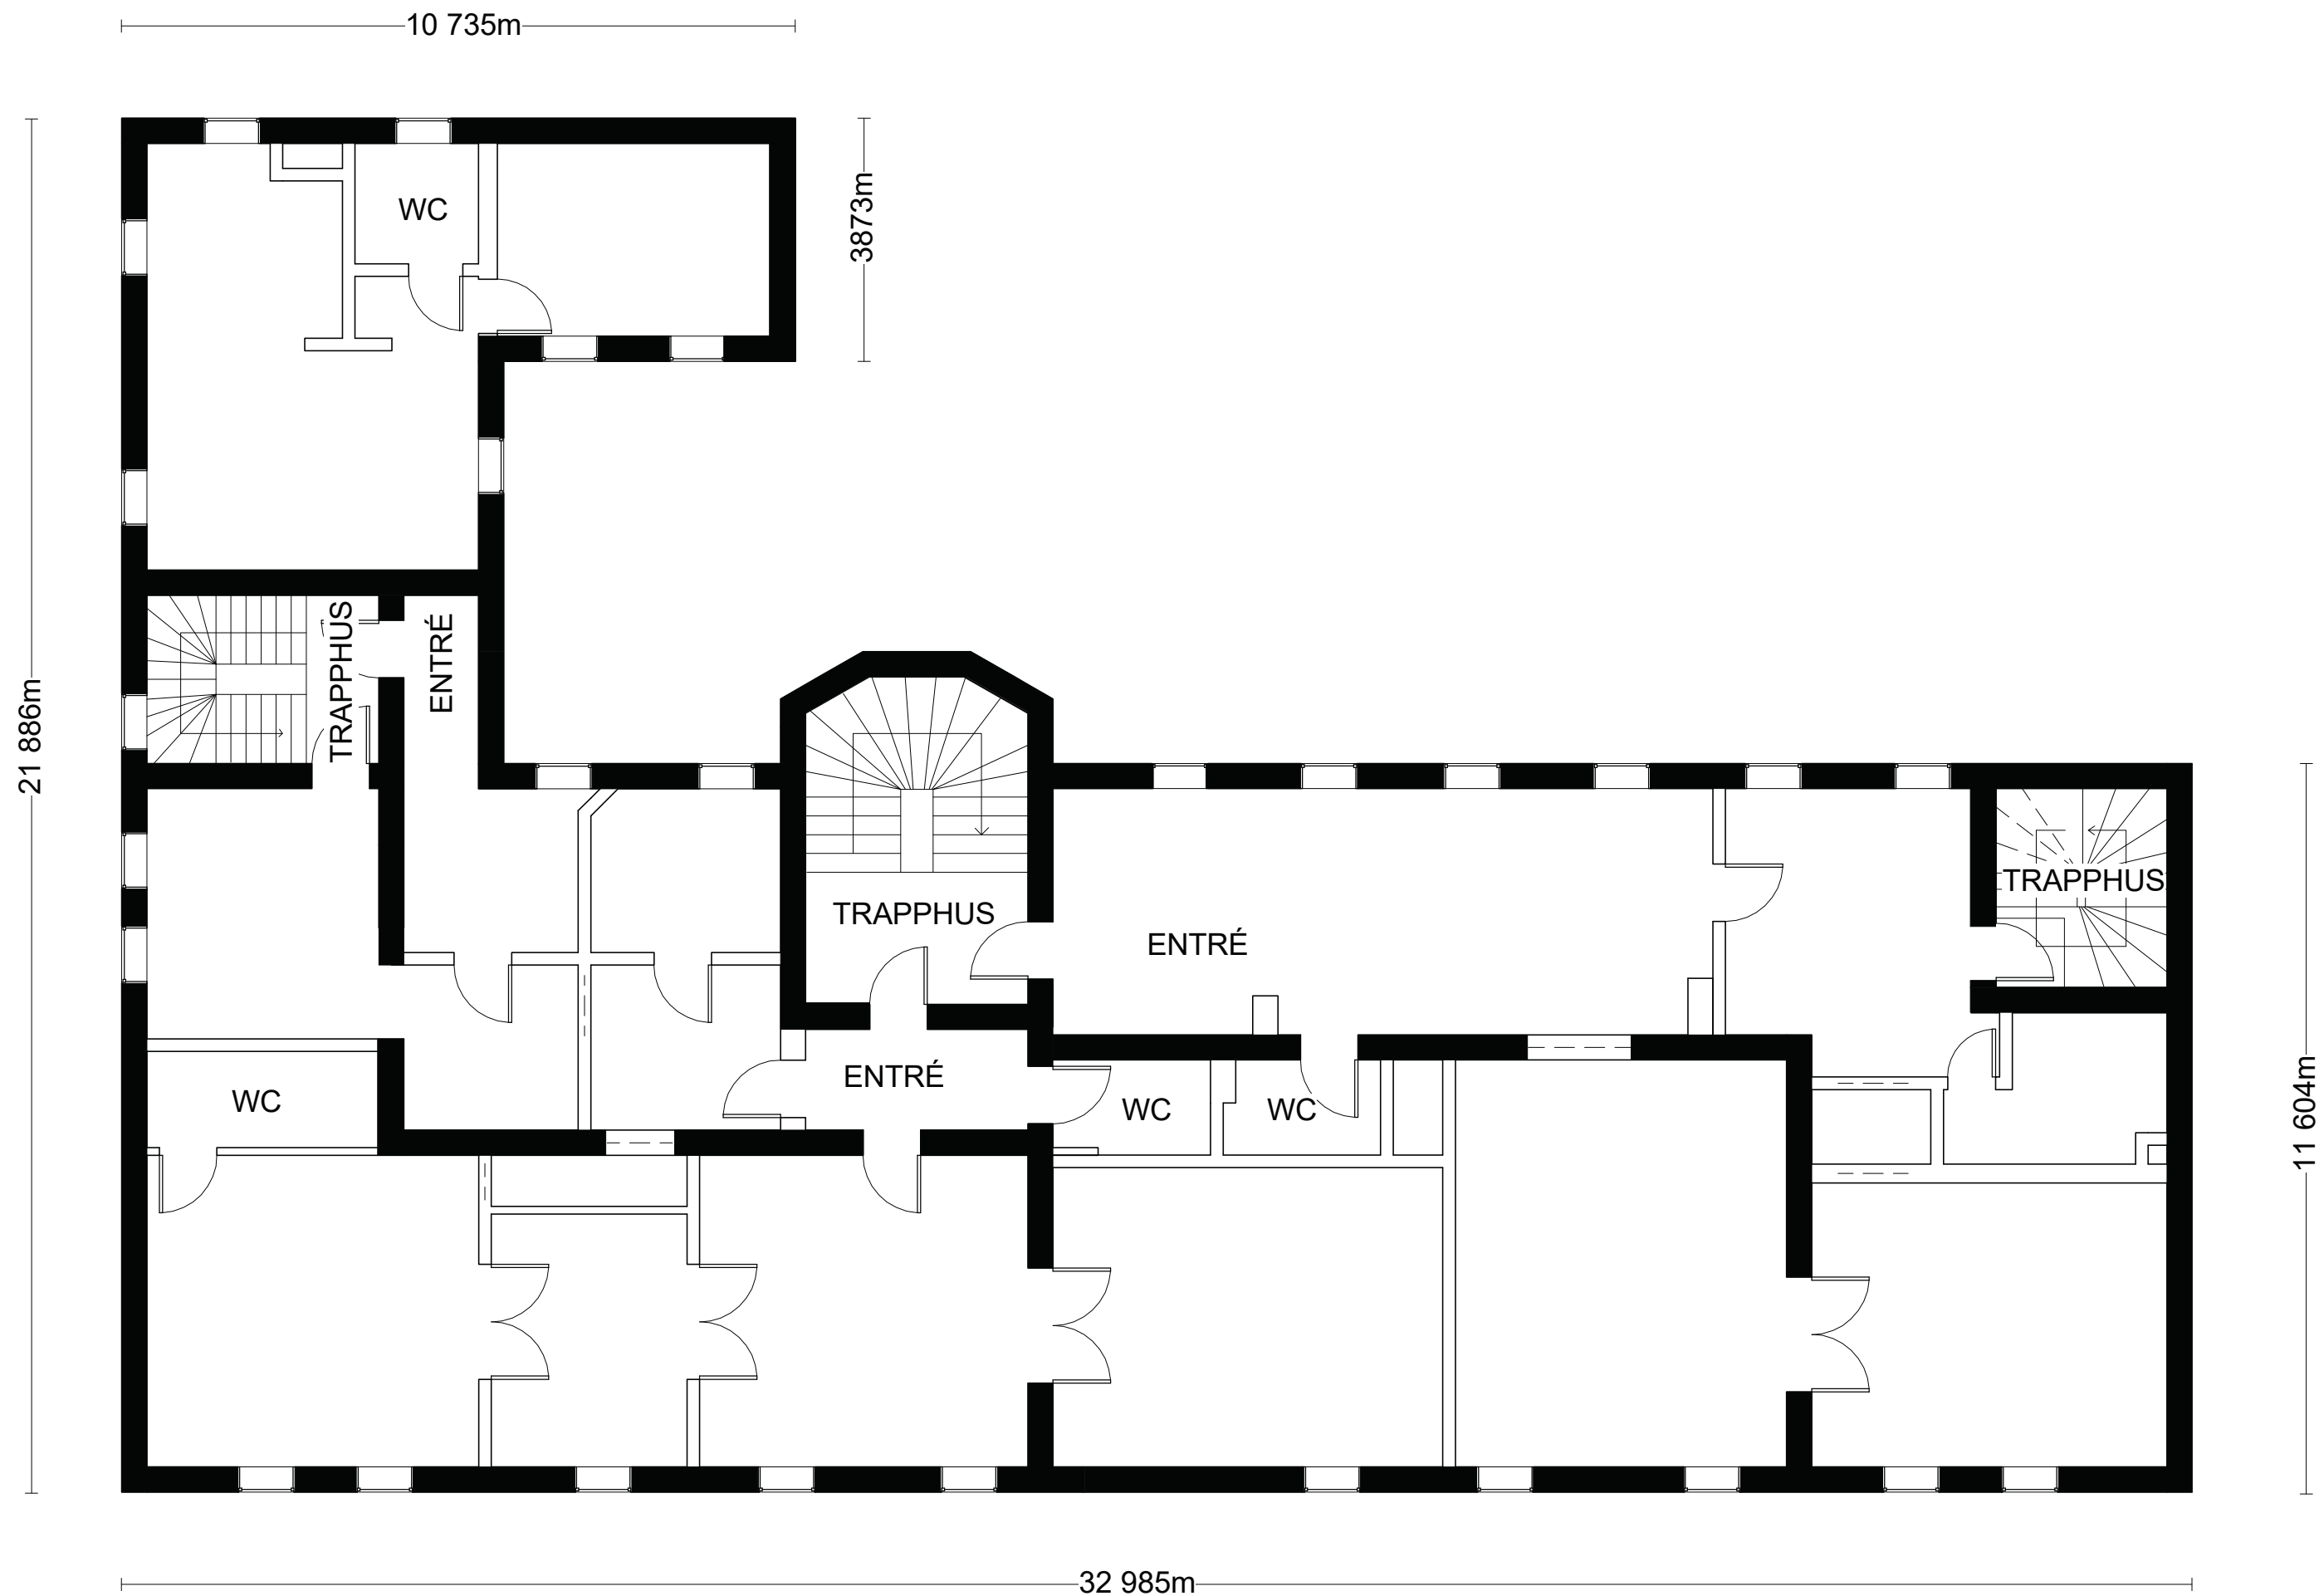 10 735m
3873m
WC
21 886m
TRAPPHUS
ENTRÉ
TRAPPHUS
TRAPPHUS
ENTRÉ
ENTRÉ
WC
WC
WC
11 604m
32 985m